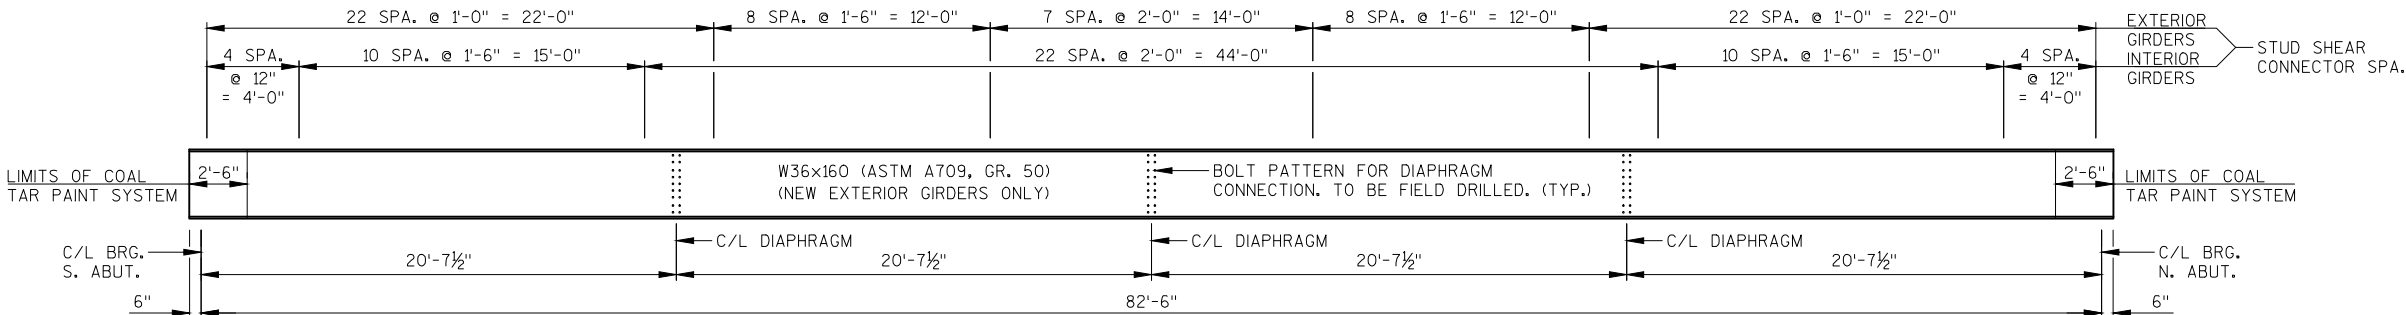 22 SPA. @ 1'-0" = 22'-0"
8 SPA. @ 1'-6" = 12'-0"
7 SPA. @ 2'-0" = 14'-0"
8 SPA. @ 1'-6" = 12'-0"
22 SPA. @ 1'-0" = 22'-0"
EXTERIOR
GIRDERS
4 SPA.
@ 12"
= 4'-0"
10 SPA. @ 1'-6" = 15'-0"
22 SPA. @ 2'-0" = 44'-0"
10 SPA. @ 1'-6" = 15'-0"
4 SPA.
@ 12"
= 4'-0"
INTERIOR
GIRDERS
STUD SHEAR
CONNECTOR SPA.
LIMITS OF COAL
TAR PAINT SYSTEM
2'-6"
W36x160 (ASTM A709, GR. 50)
(NEW EXTERIOR GIRDERS ONLY)
BOLT PATTERN FOR DIAPHRAGM
CONNECTION. TO BE FIELD DRILLED. (TYP.)
2'-6"
LIMITS OF COAL
TAR PAINT SYSTEM
C/L BRG.
S. ABUT.
C/L DIAPHRAGM
C/L DIAPHRAGM
C/L DIAPHRAGM
C/L BRG.
N. ABUT.
20'-7½"
20'-7½"
20'-7½"
20'-7½"
6"
82'-6"
6"